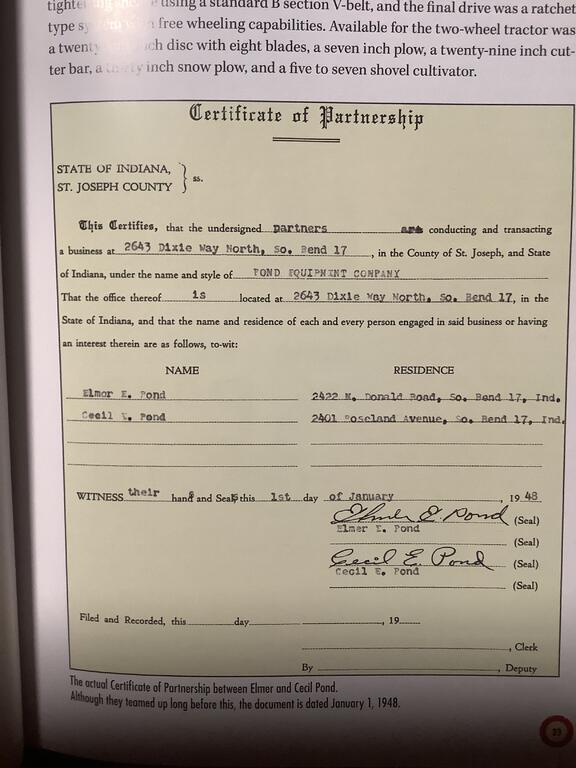 using a standard B section V-belt, and the final drive was a ratchet
type free wheeling capabilities. Available for the two-wheel tractor was
a disc with eight blades, a seven inch plow, a twenty-nine inch cut-
ter bar, a inch snow plow, and a five to seven shovel cultivator.
Certificate of Partnership
STATE OF INDIANA,
ST. JOSEPH COUNTY } ss.
This Certifies, that the undersigned partners are conducting and transacting
a business at 2643 Dixie Way North, So. Bend 17, in the County of St. Joseph, and State
of Indiana, under the name and style of POND EQUIPMENT COMPANY
That the office thereof is located at 2643 Dixie Way North, So. Bend 17, in the
State of Indiana, and that the name and residence of each and every person engaged in said business or having
an interest therein are as follows, to-wit:
NAME RESIDENCE
Elmer E. Pond 2422 N. Donald Road, So. Bend 17, Ind.
Cecil E. Pond 2401 Roseland Avenue, So. Bend 17, Ind.
WITNESS their hand and Seal this 1st day of January, 1948
Elmer E Pond (Seal)
Elmer E. Pond
(Seal)
Cecil E. Pond (Seal)
Cecil E. Pond
(Seal)
Filed and Recorded, this day , 19
, Clerk
By , Deputy
The actual Certificate of Partnership between Elmer and Cecil Pond.
Although they teamed up long before this, the document is dated January 1, 1948.
39